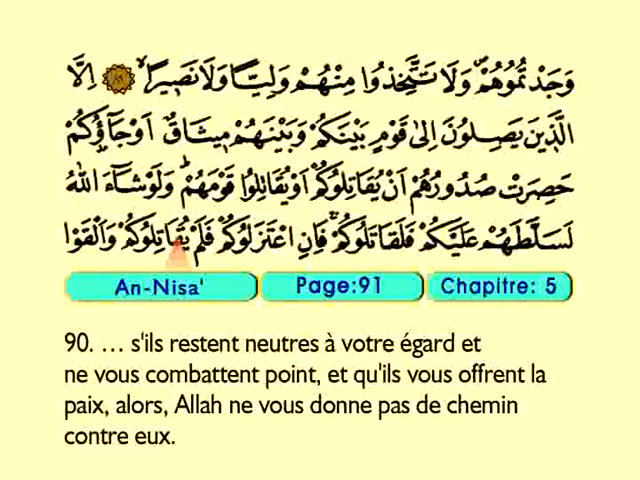 وَجَدْتُمُوهُمْ ۖ وَلَا تَتَّخِذُوا مِنْهُمْ وَلِيًّا وَلَا نَصِيرًا ﴿٨٩﴾ إِلَّا
الَّذِينَ يَصِلُونَ إِلَىٰ قَوْمٍ بَيْنَكُمْ وَبَيْنَهُمْ مِيثَاقٌ أَوْ جَاءُوكُمْ
حَصِرَتْ صُدُورُهُمْ أَنْ يُقَاتِلُوكُمْ أَوْ يُقَاتِلُوا قَوْمَهُمْ ۚ وَلَوْ شَاءَ اللَّهُ
لَسَلَّطَهُمْ عَلَيْكُمْ فَلَقَاتَلُوكُمْ ۚ فَإِنِ اعْتَزَلُوكُمْ فَلَمْ يُقَاتِلُوكُمْ وَأَلْقَوْا
An-Nisa' Page:91 Chapitre: 5
90. … s'ils restent neutres à votre égard et
ne vous combattent point, et qu'ils vous offrent la
paix, alors, Allah ne vous donne pas de chemin
contre eux.